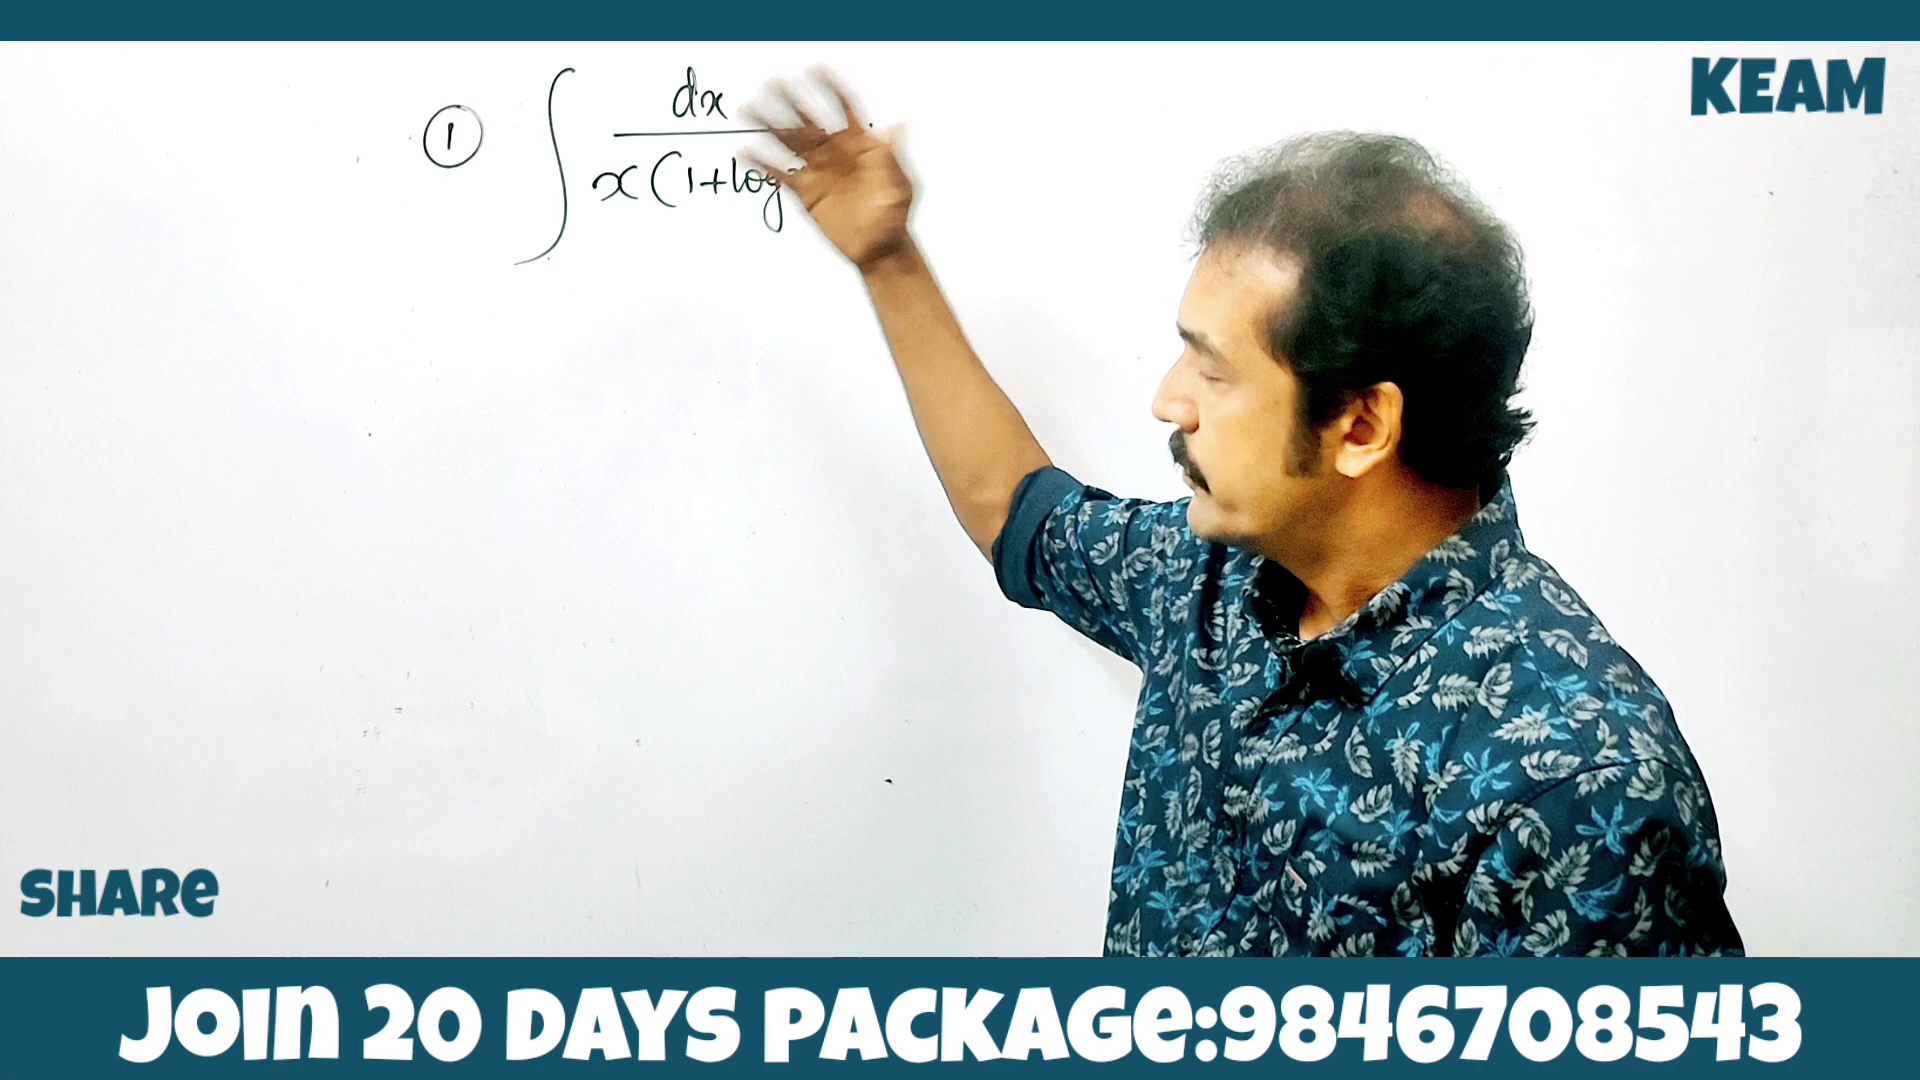 KEAM
① ∫ dx
x(1+log
SHARe
JOIN 20 DAYS PACKAGe:9846708543